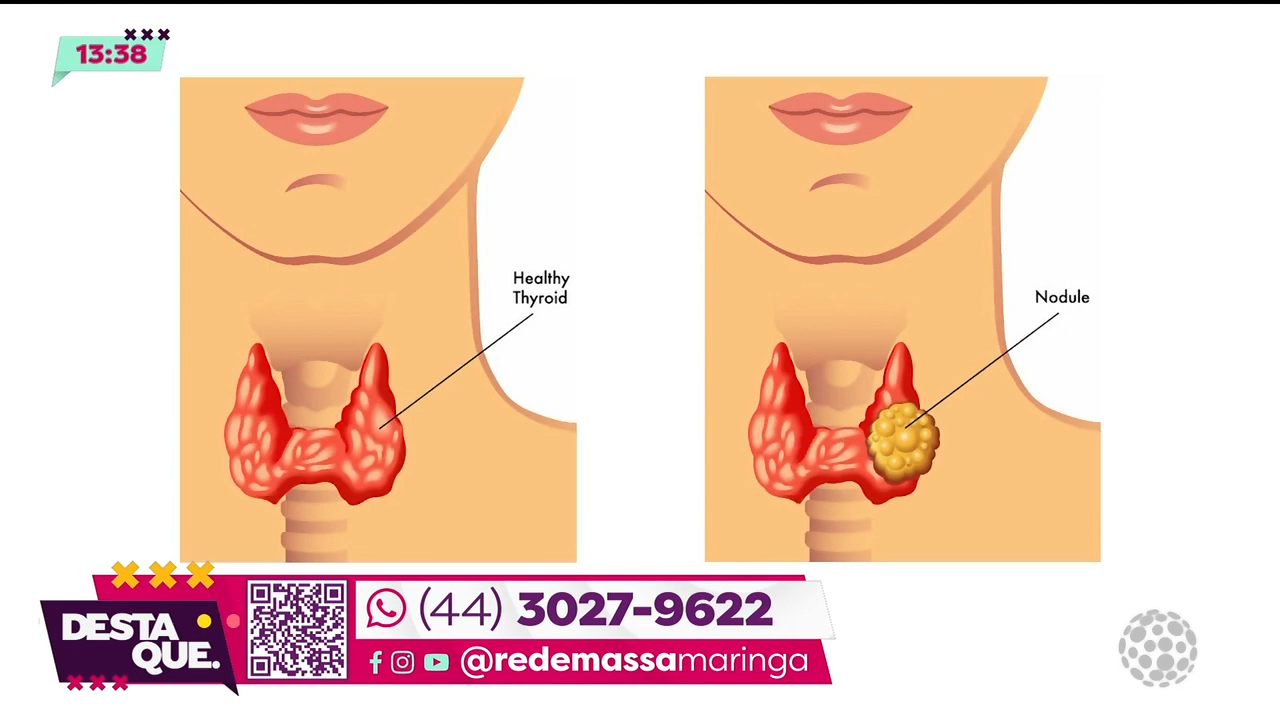 13:38
Healthy
Thyroid
Nodule
DESTA
QUE.
(44) 3027-9622
@redemassamaringa